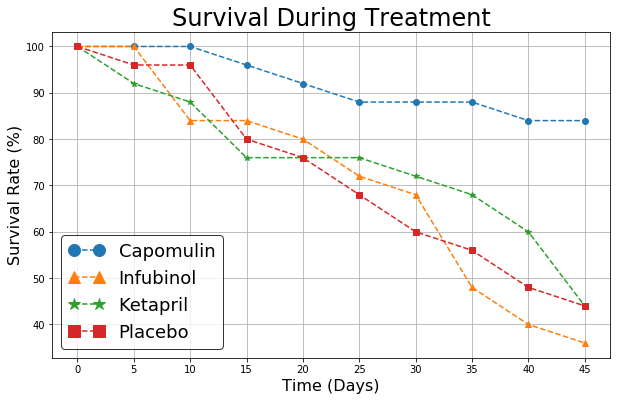 Survival During Treatment
100
90
80
70
60
50
40
Survival Rate (%)
Capomulin
Infubinol
Ketapril
Placebo
0 5 10 15 20 25 30 35 40 45
Time (Days)